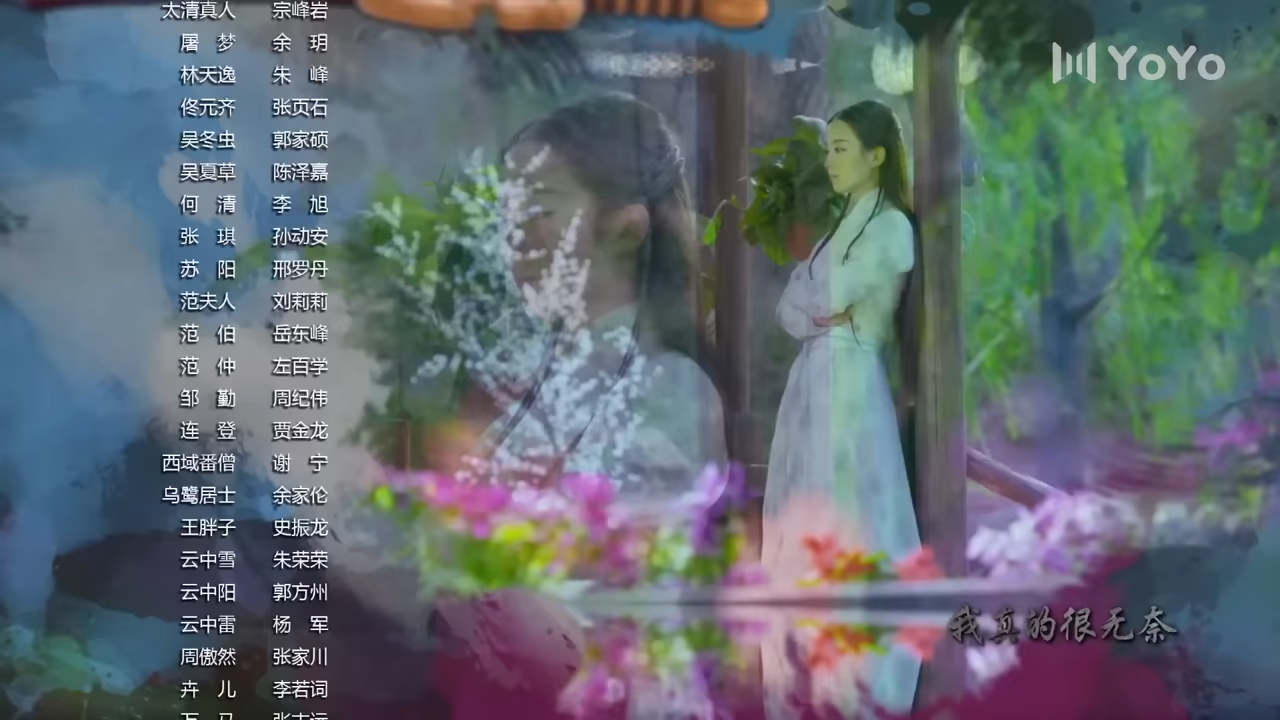 太清真人 宗峰岩
屠 梦 余 玥
林天逸 朱 峰
佟元齐 张页石
吴冬虫 郭家硕
吴夏草 陈泽嘉
何 清 李 旭
张 琪 孙动安
苏 阳 邢罗丹
范夫人 刘莉莉
范 伯 岳东峰
范 仲 左百学
邹 勤 周纪伟
连 登 贾金龙
西域番僧 谢 宁
乌鹭居士 余家伦
王胖子 史振龙
云中雪 朱荣荣
云中阳 郭方州
云中雷 杨 军
周傲然 张家川
卉 儿 李若词
YoYo
我真的很无奈